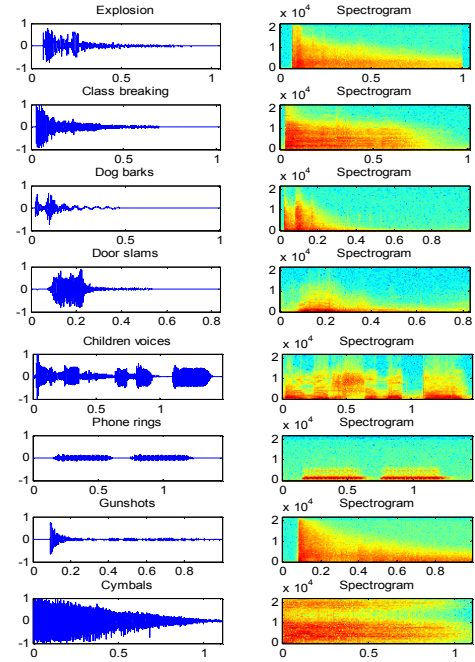 Explosion Spectrogram
x 10^4
1 0 -1 0 0.5 1 2 1 0 0.5 1
Class breaking Spectrogram
x 10^4
1 0 -1 0 0.5 1 2 1 0 0.5 1
Dog barks Spectrogram
x 10^4
1 0 -1 0 0.5 1 2 1 0 0.2 0.4 0.6 0.8 1
Door slams Spectrogram
x 10^4
1 0 -1 0 0.2 0.4 0.6 0.8 2 1 0 0.2 0.4 0.6 0.8
Children voices Spectrogram
x 10^4
1 0 -1 0 0.5 1 2 1 0 0.5 1
Phone rings Spectrogram
x 10^4
1 0 -1 0 0.5 1 2 1 0 0.5 1
Gunshots Spectrogram
x 10^4
1 0 -1 0.2 0.4 0.6 0.8 2 1 0 0.2 0.4 0.6 0.8
Cymbals Spectrogram
x 10^4
1 0 -1 0 0.5 1 2 1 0 0.5 1